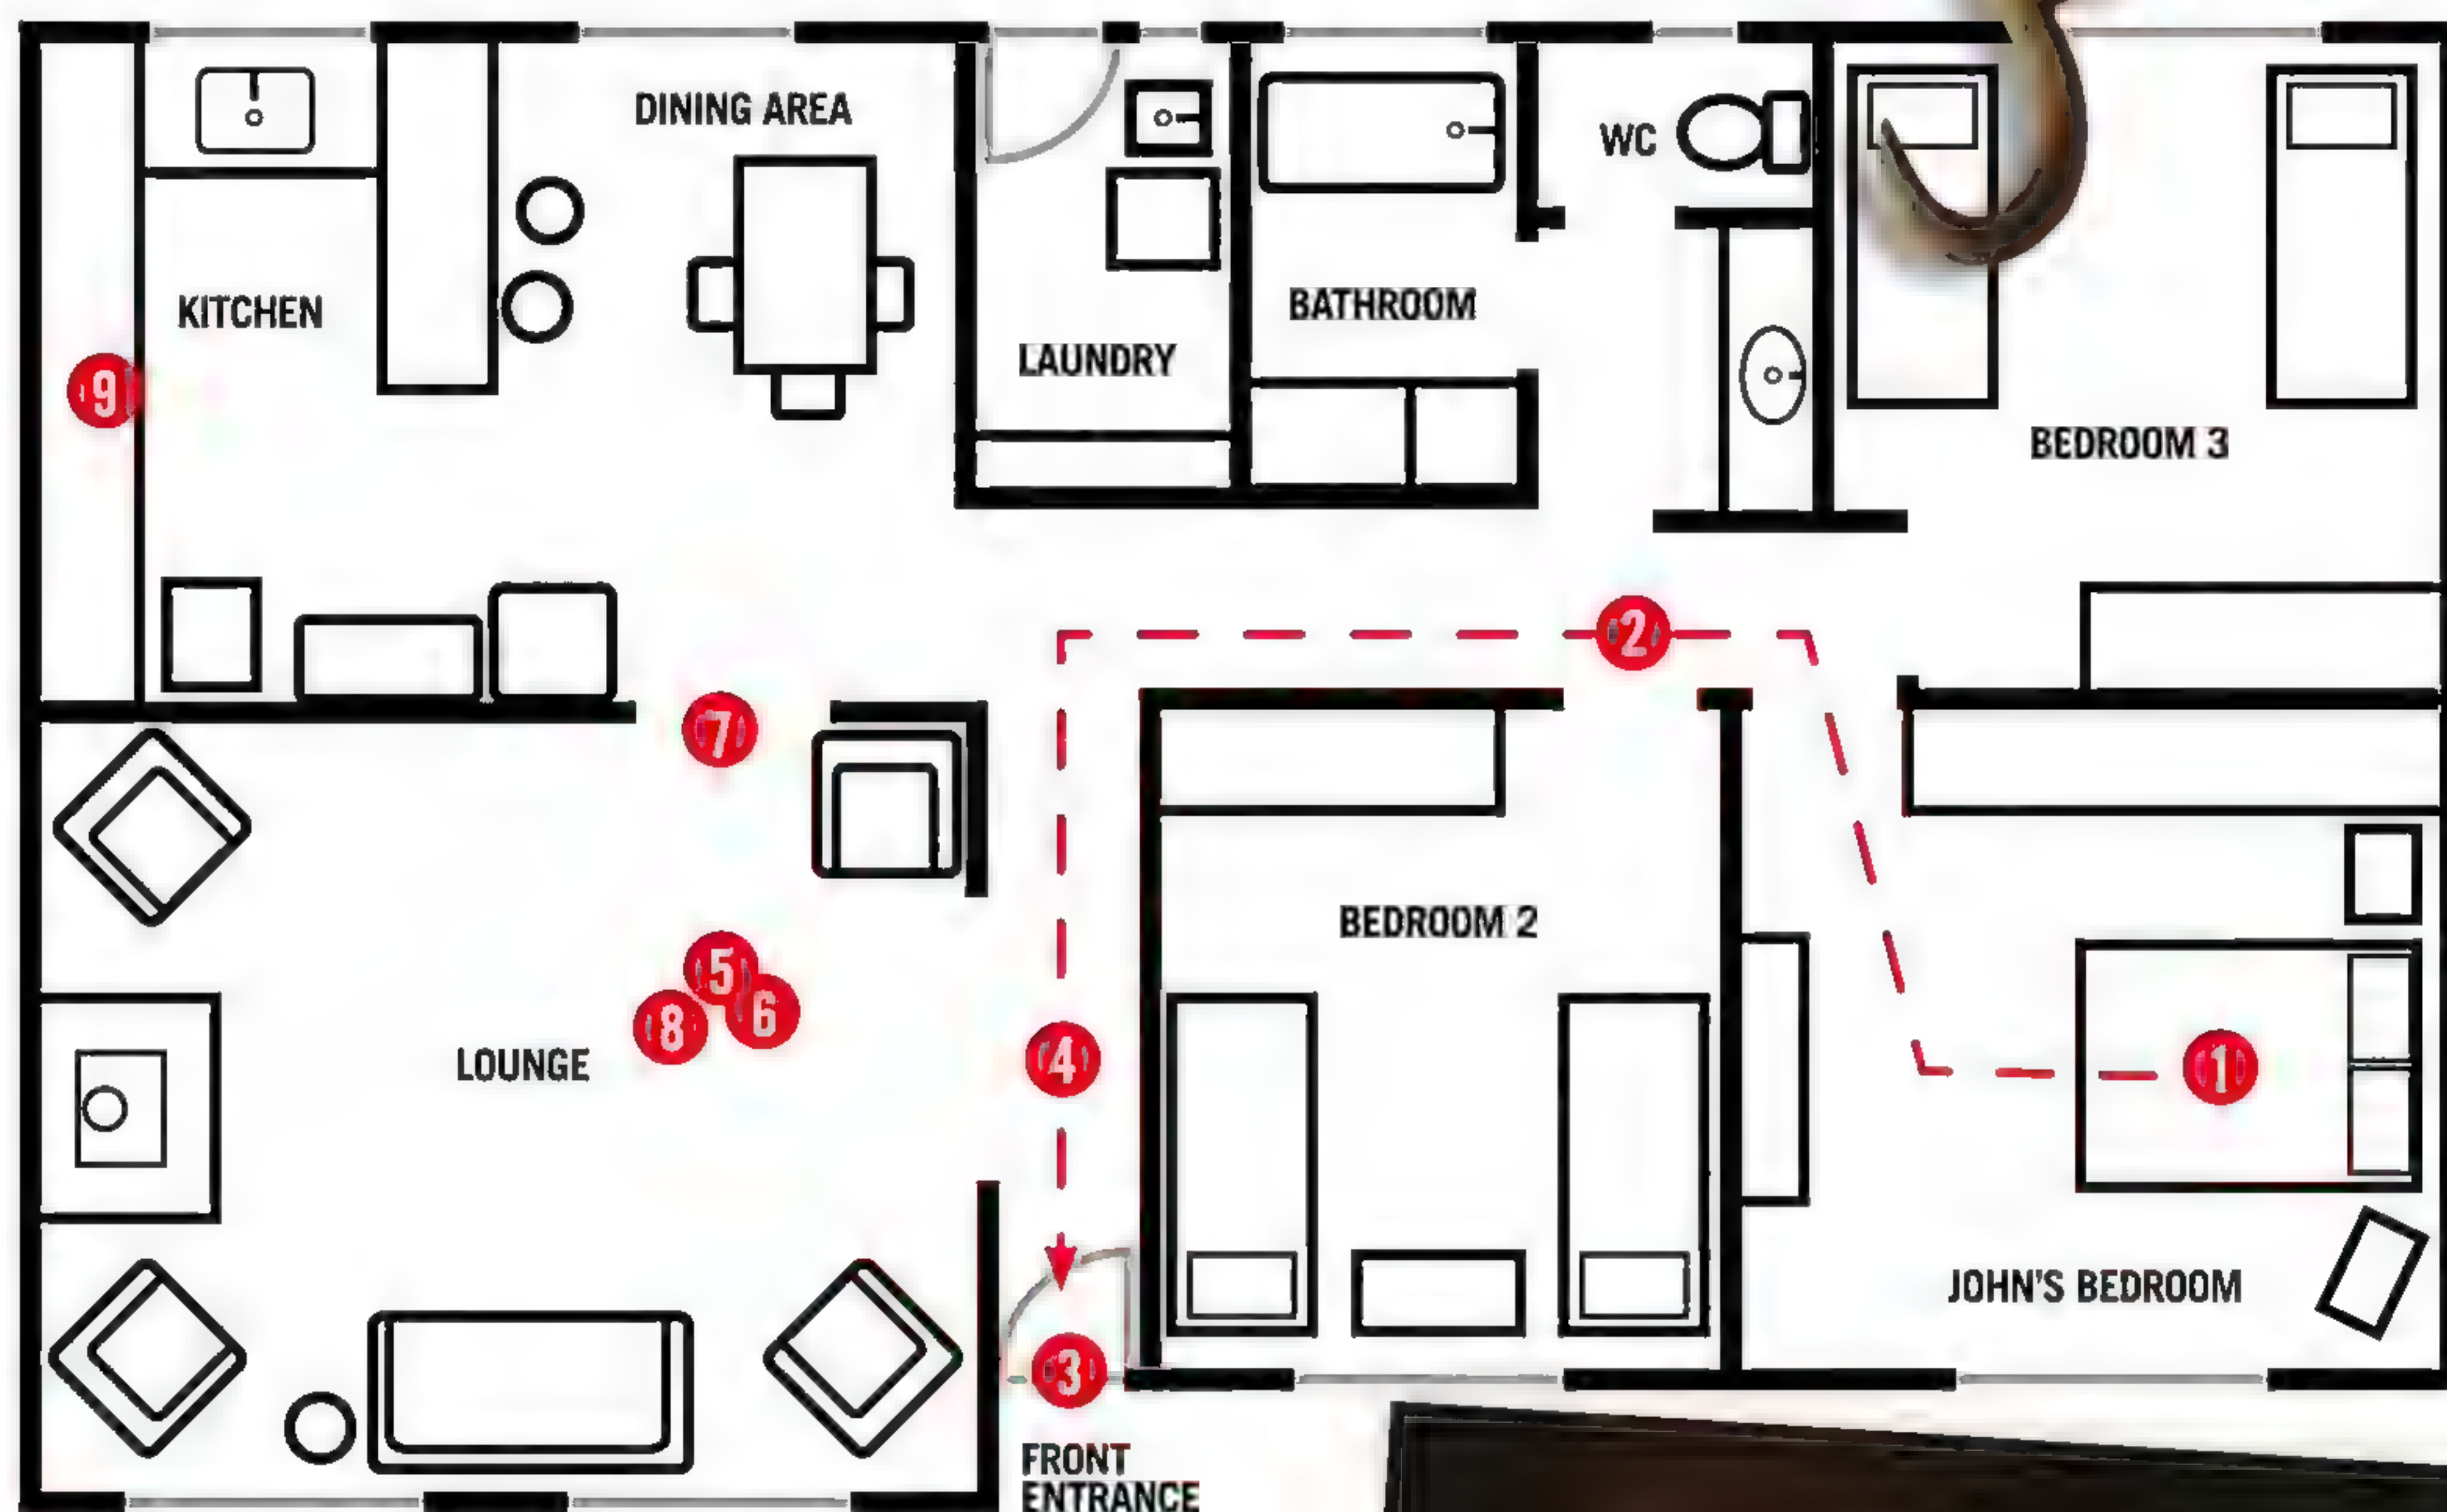 DINING AREA
WC
KITCHEN
BATHROOM
LAUNDRY
9
BEDROOM 3
2
7
BEDROOM 2
5
6
8
4
LOUNGE
1
JOHN'S BEDROOM
3
FRONT
ENTRANCE